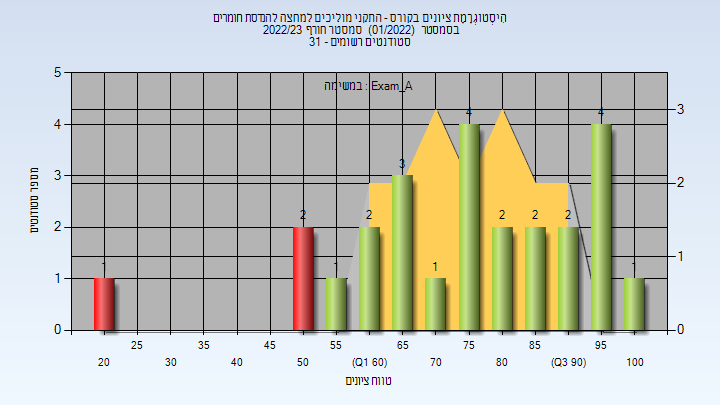 הִיסְטוֹגְרָמַת ציונים בקורס - התקני מוליכים למחצה להנדסת חומרים
בסמסטר (01/2022) סמסטר חורף 2022/23
סטודנטים רשומים - 31
במשימה : Exam_A
5
4
3
2
1
0
3
2
1
0
מספר סטודנטים
1
2
1
2
3
1
4
2
2
2
4
1
25 35 45 55 65 75 85 95
20 30 40 50 (Q1 60) 70 80 (Q3 90) 100
טווח ציונים